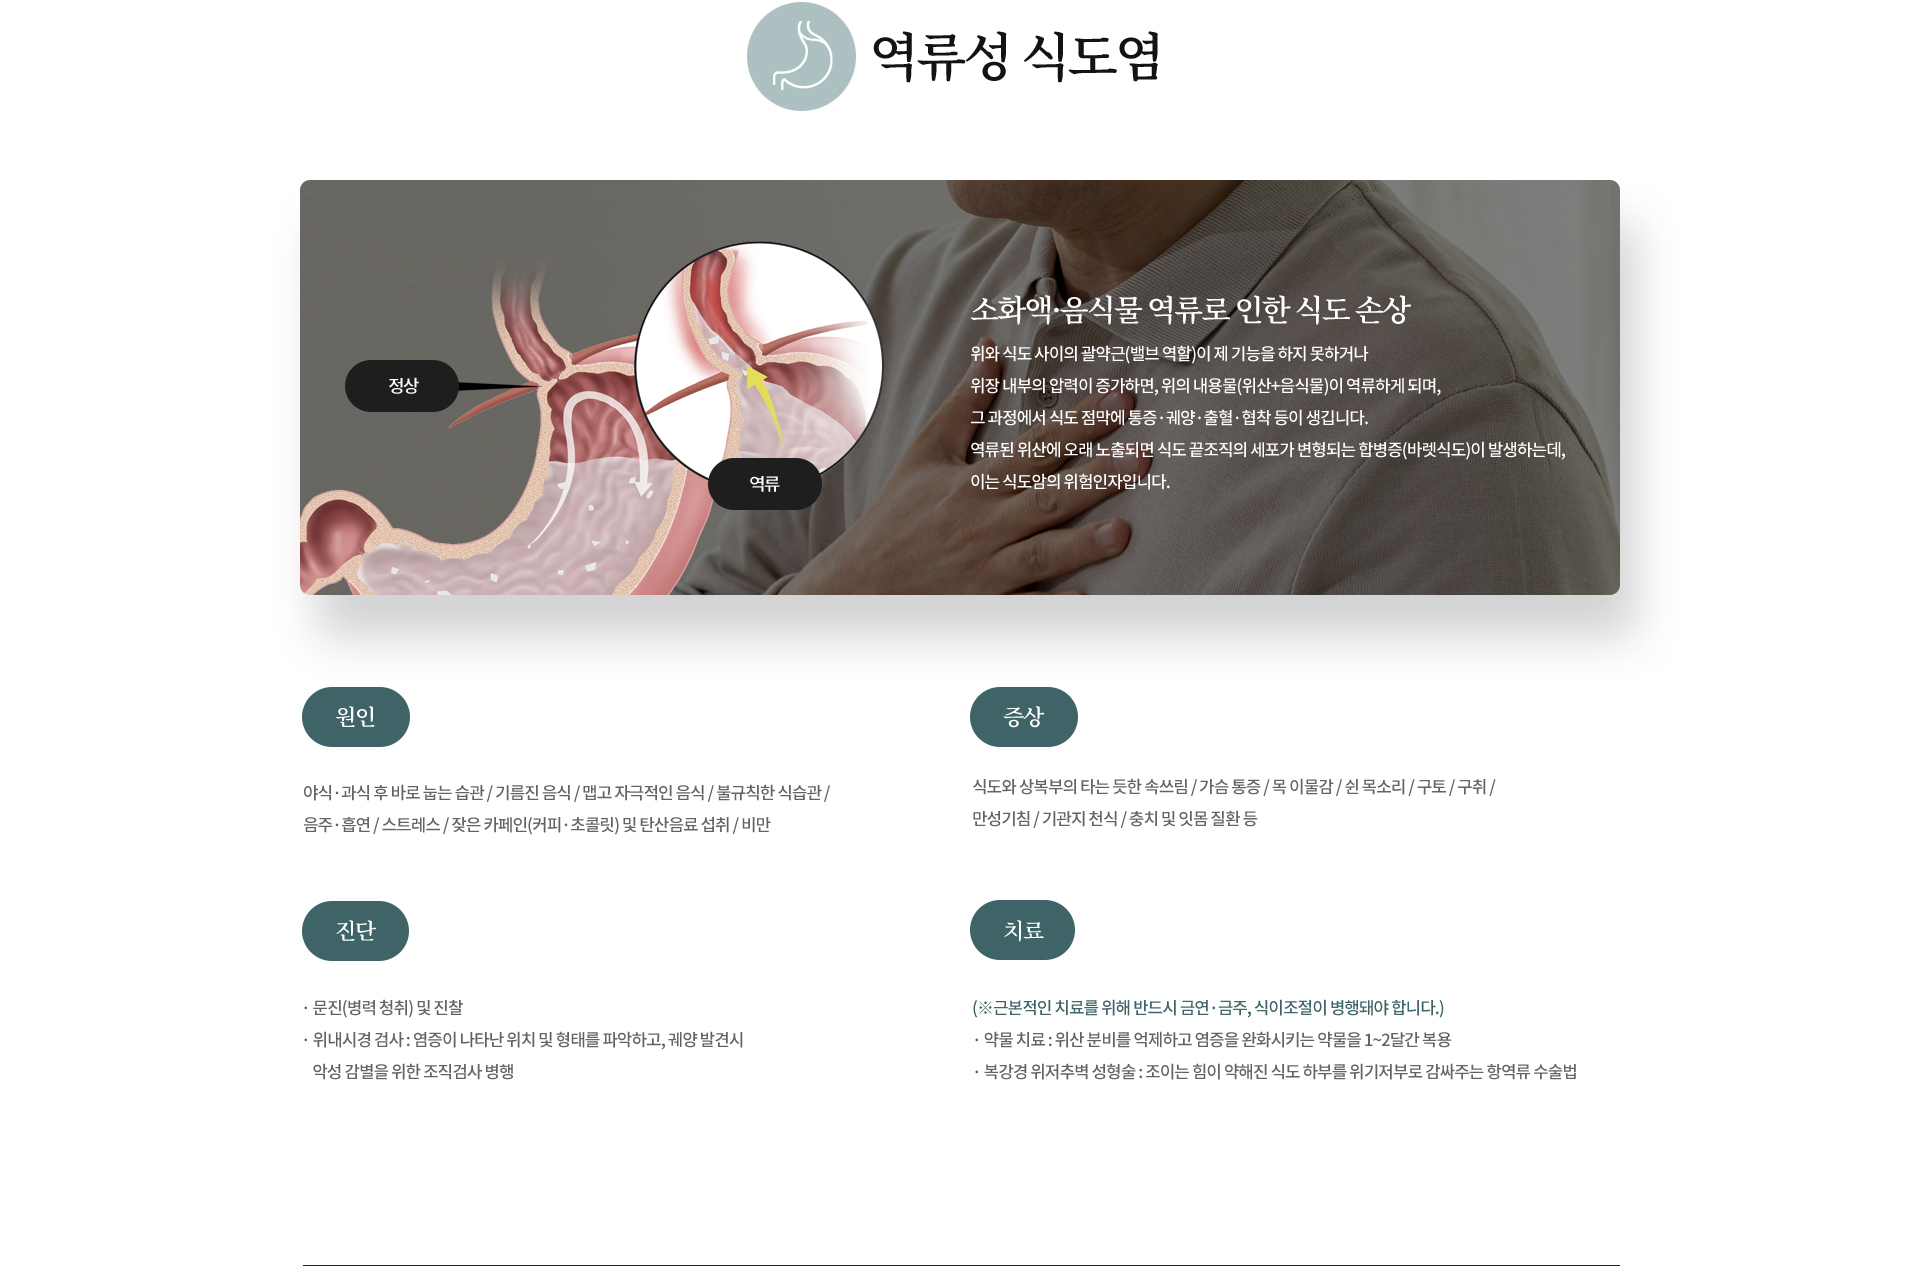 역류성 식도염
정상
역류
소화액·음식물 역류로 인한 식도 손상
위와 식도 사이의 괄약근(밸브 역할)이 제 기능을 하지 못하거나
위장 내부의 압력이 증가하면, 위의 내용물(위산+음식물)이 역류하게 되며,
그 과정에서 식도 점막에 통증·궤양·출혈·협착 등이 생깁니다.
역류된 위산에 오래 노출되면 식도 끝조직의 세포가 변형되는 합병증(바렛식도)이 발생하는데,
이는 식도암의 위험인자입니다.
원인
야식·과식 후 바로 눕는 습관 / 기름진 음식 / 맵고 자극적인 음식 / 불규칙한 식습관 /
음주·흡연 / 스트레스 / 잦은 카페인(커피·초콜릿) 및 탄산음료 섭취 / 비만
증상
식도와 상복부의 타는 듯한 속쓰림 / 가슴 통증 / 목 이물감 / 쉰 목소리 / 구토 / 구취 /
만성기침 / 기관지 천식 / 충치 및 잇몸 질환 등
진단
· 문진(병력 청취) 및 진찰
· 위내시경 검사 : 염증이 나타난 위치 및 형태를 파악하고, 궤양 발견시
악성 감별을 위한 조직검사 병행
치료
(※근본적인 치료를 위해 반드시 금연·금주, 식이조절이 병행돼야 합니다.)
· 약물 치료 : 위산 분비를 억제하고 염증을 완화시키는 약물을 1~2달간 복용
· 복강경 위저추벽 성형술 : 조이는 힘이 약해진 식도 하부를 위기저부로 감싸주는 항역류 수술법